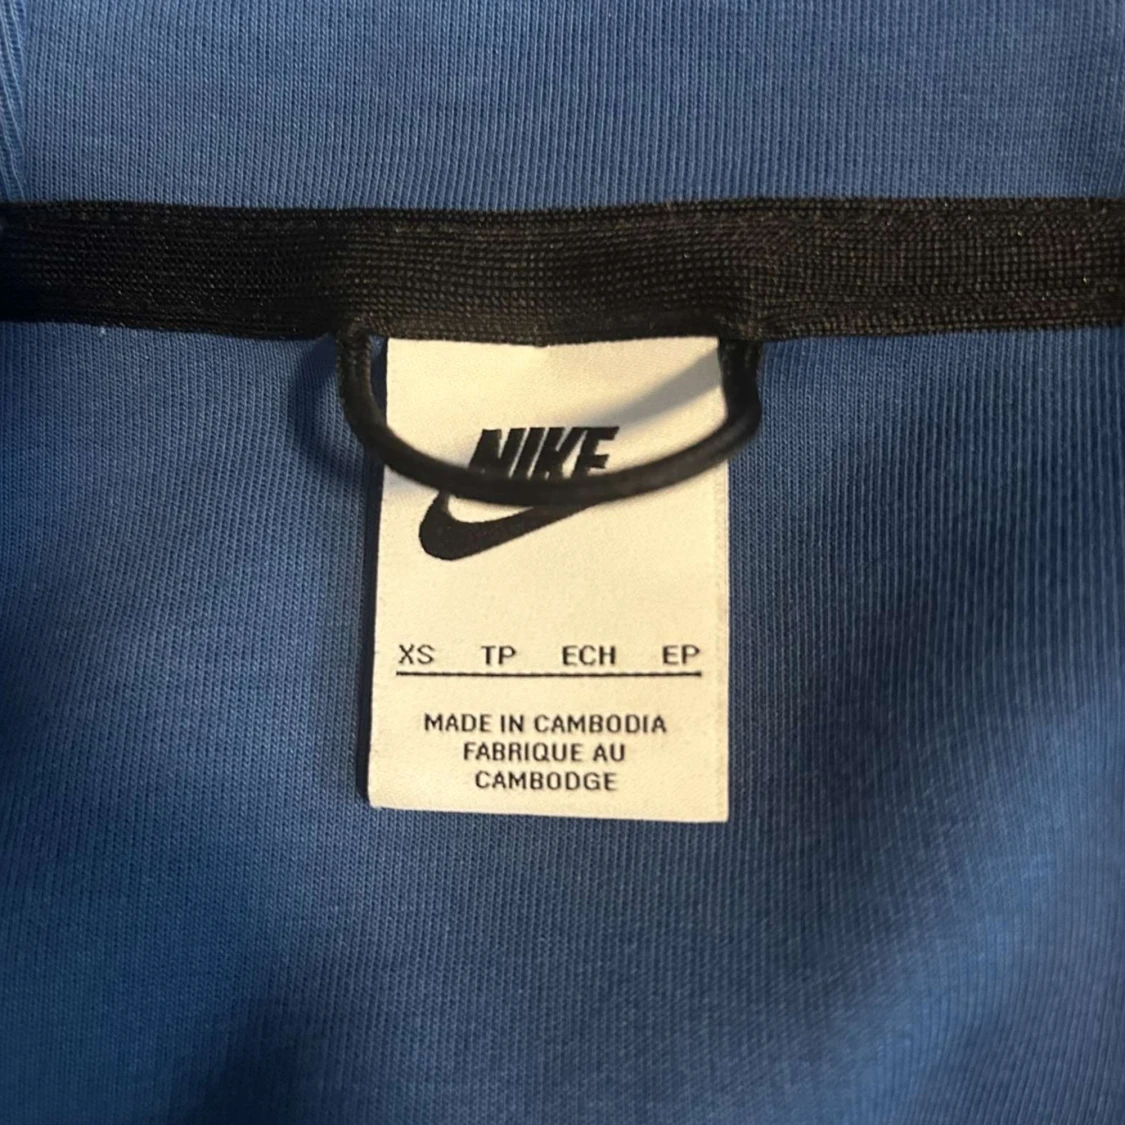 NIKE
XS TP ECH EP
MADE IN CAMBODIA
FABRIQUE AU
CAMBODGE